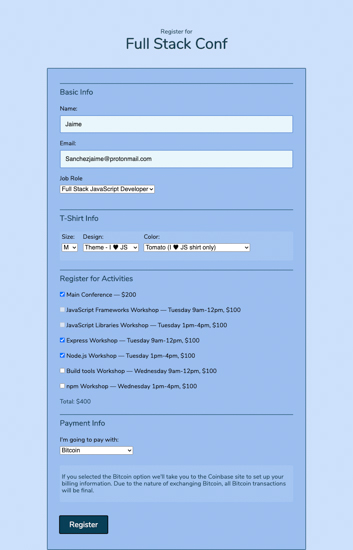 Register for
Full Stack Conf
Basic Info
Name:
Jaime
Email:
Sanchezjaime@protonmail.com
Job Role
Full Stack JavaScript Developer
T-Shirt Info
Size: Design: Color:
M Theme - I ♥ JS Tomato (I ♥ JS shirt only)
Register for Activities
Main Conference — $200
JavaScript Frameworks Workshop — Tuesday 9am-12pm, $100
JavaScript Libraries Workshop — Tuesday 1pm-4pm, $100
Express Workshop — Tuesday 9am-12pm, $100
Node.js Workshop — Tuesday 1pm-4pm, $100
Build tools Workshop — Wednesday 9am-12pm, $100
npm Workshop — Wednesday 1pm-4pm, $100
Total: $400
Payment Info
I'm going to pay with:
Bitcoin
If you selected the Bitcoin option we'll take you to the Coinbase site to set up your
billing information. Due to the nature of exchanging Bitcoin, all Bitcoin transactions
will be final.
Register